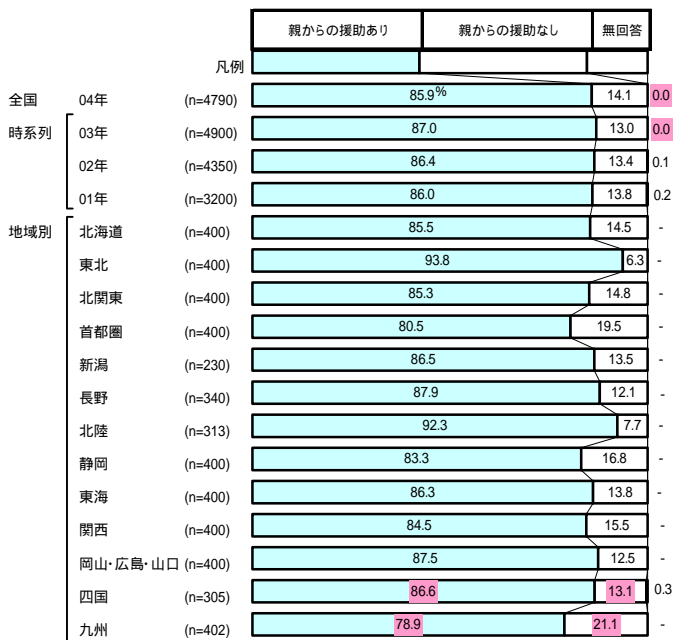 親からの援助あり 親からの援助なし 無回答
凡例
全国 04年 (n=4790) 85.9% 14.1 0.0
時系列 03年 (n=4900) 87.0 13.0 0.0
02年 (n=4350) 86.4 13.4 0.1
01年 (n=3200) 86.0 13.8 0.2
地域別 北海道 (n=400) 85.5 14.5 -
東北 (n=400) 93.8 6.3 -
北関東 (n=400) 85.3 14.8 -
首都圏 (n=400) 80.5 19.5 -
新潟 (n=230) 86.5 13.5 -
長野 (n=340) 87.9 12.1 -
北陸 (n=313) 92.3 7.7 -
静岡 (n=400) 83.3 16.8 -
東海 (n=400) 86.3 13.8 -
関西 (n=400) 84.5 15.5 -
岡山・広島・山口 (n=400) 87.5 12.5 -
四国 (n=305) 86.6 13.1 0.3
九州 (n=402) 78.9 21.1 -